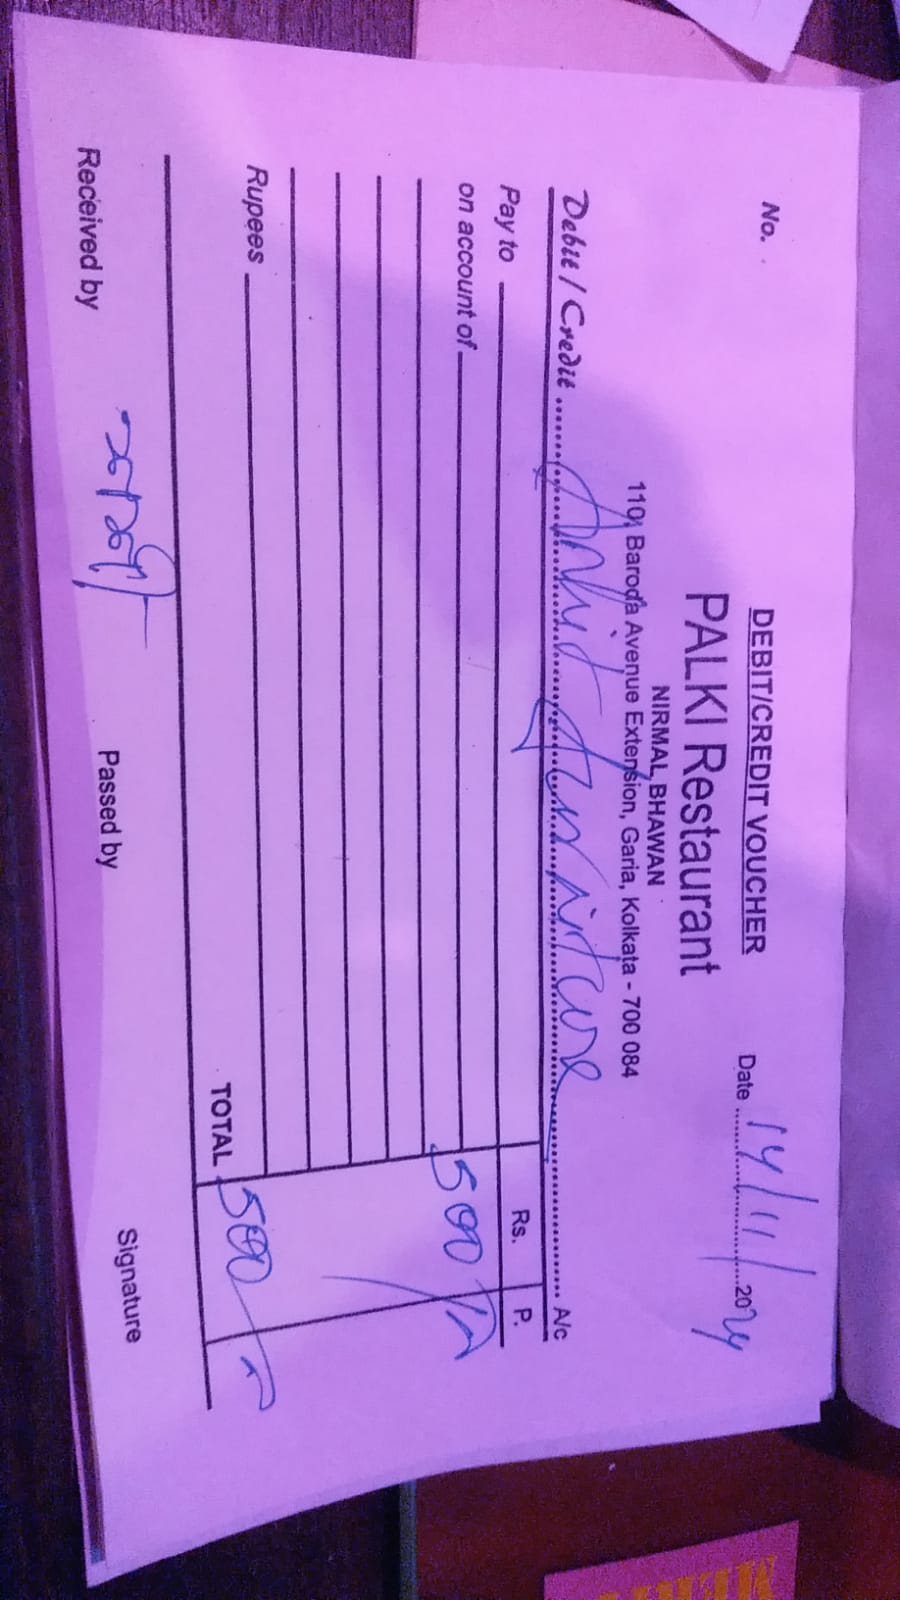 DEBIT/CREDIT VOUCHER
No. Date 14/11/2024
PALKI Restaurant
NIRMAL BHAWAN
110, Baroda Avenue Extension, Garia, Kolkata - 700 084
Debit / Credit Ankit furniture A/c
Pay to Rs. P.
on account of 500/-
Rupees
TOTAL 500/-
Received by Passed by Signature